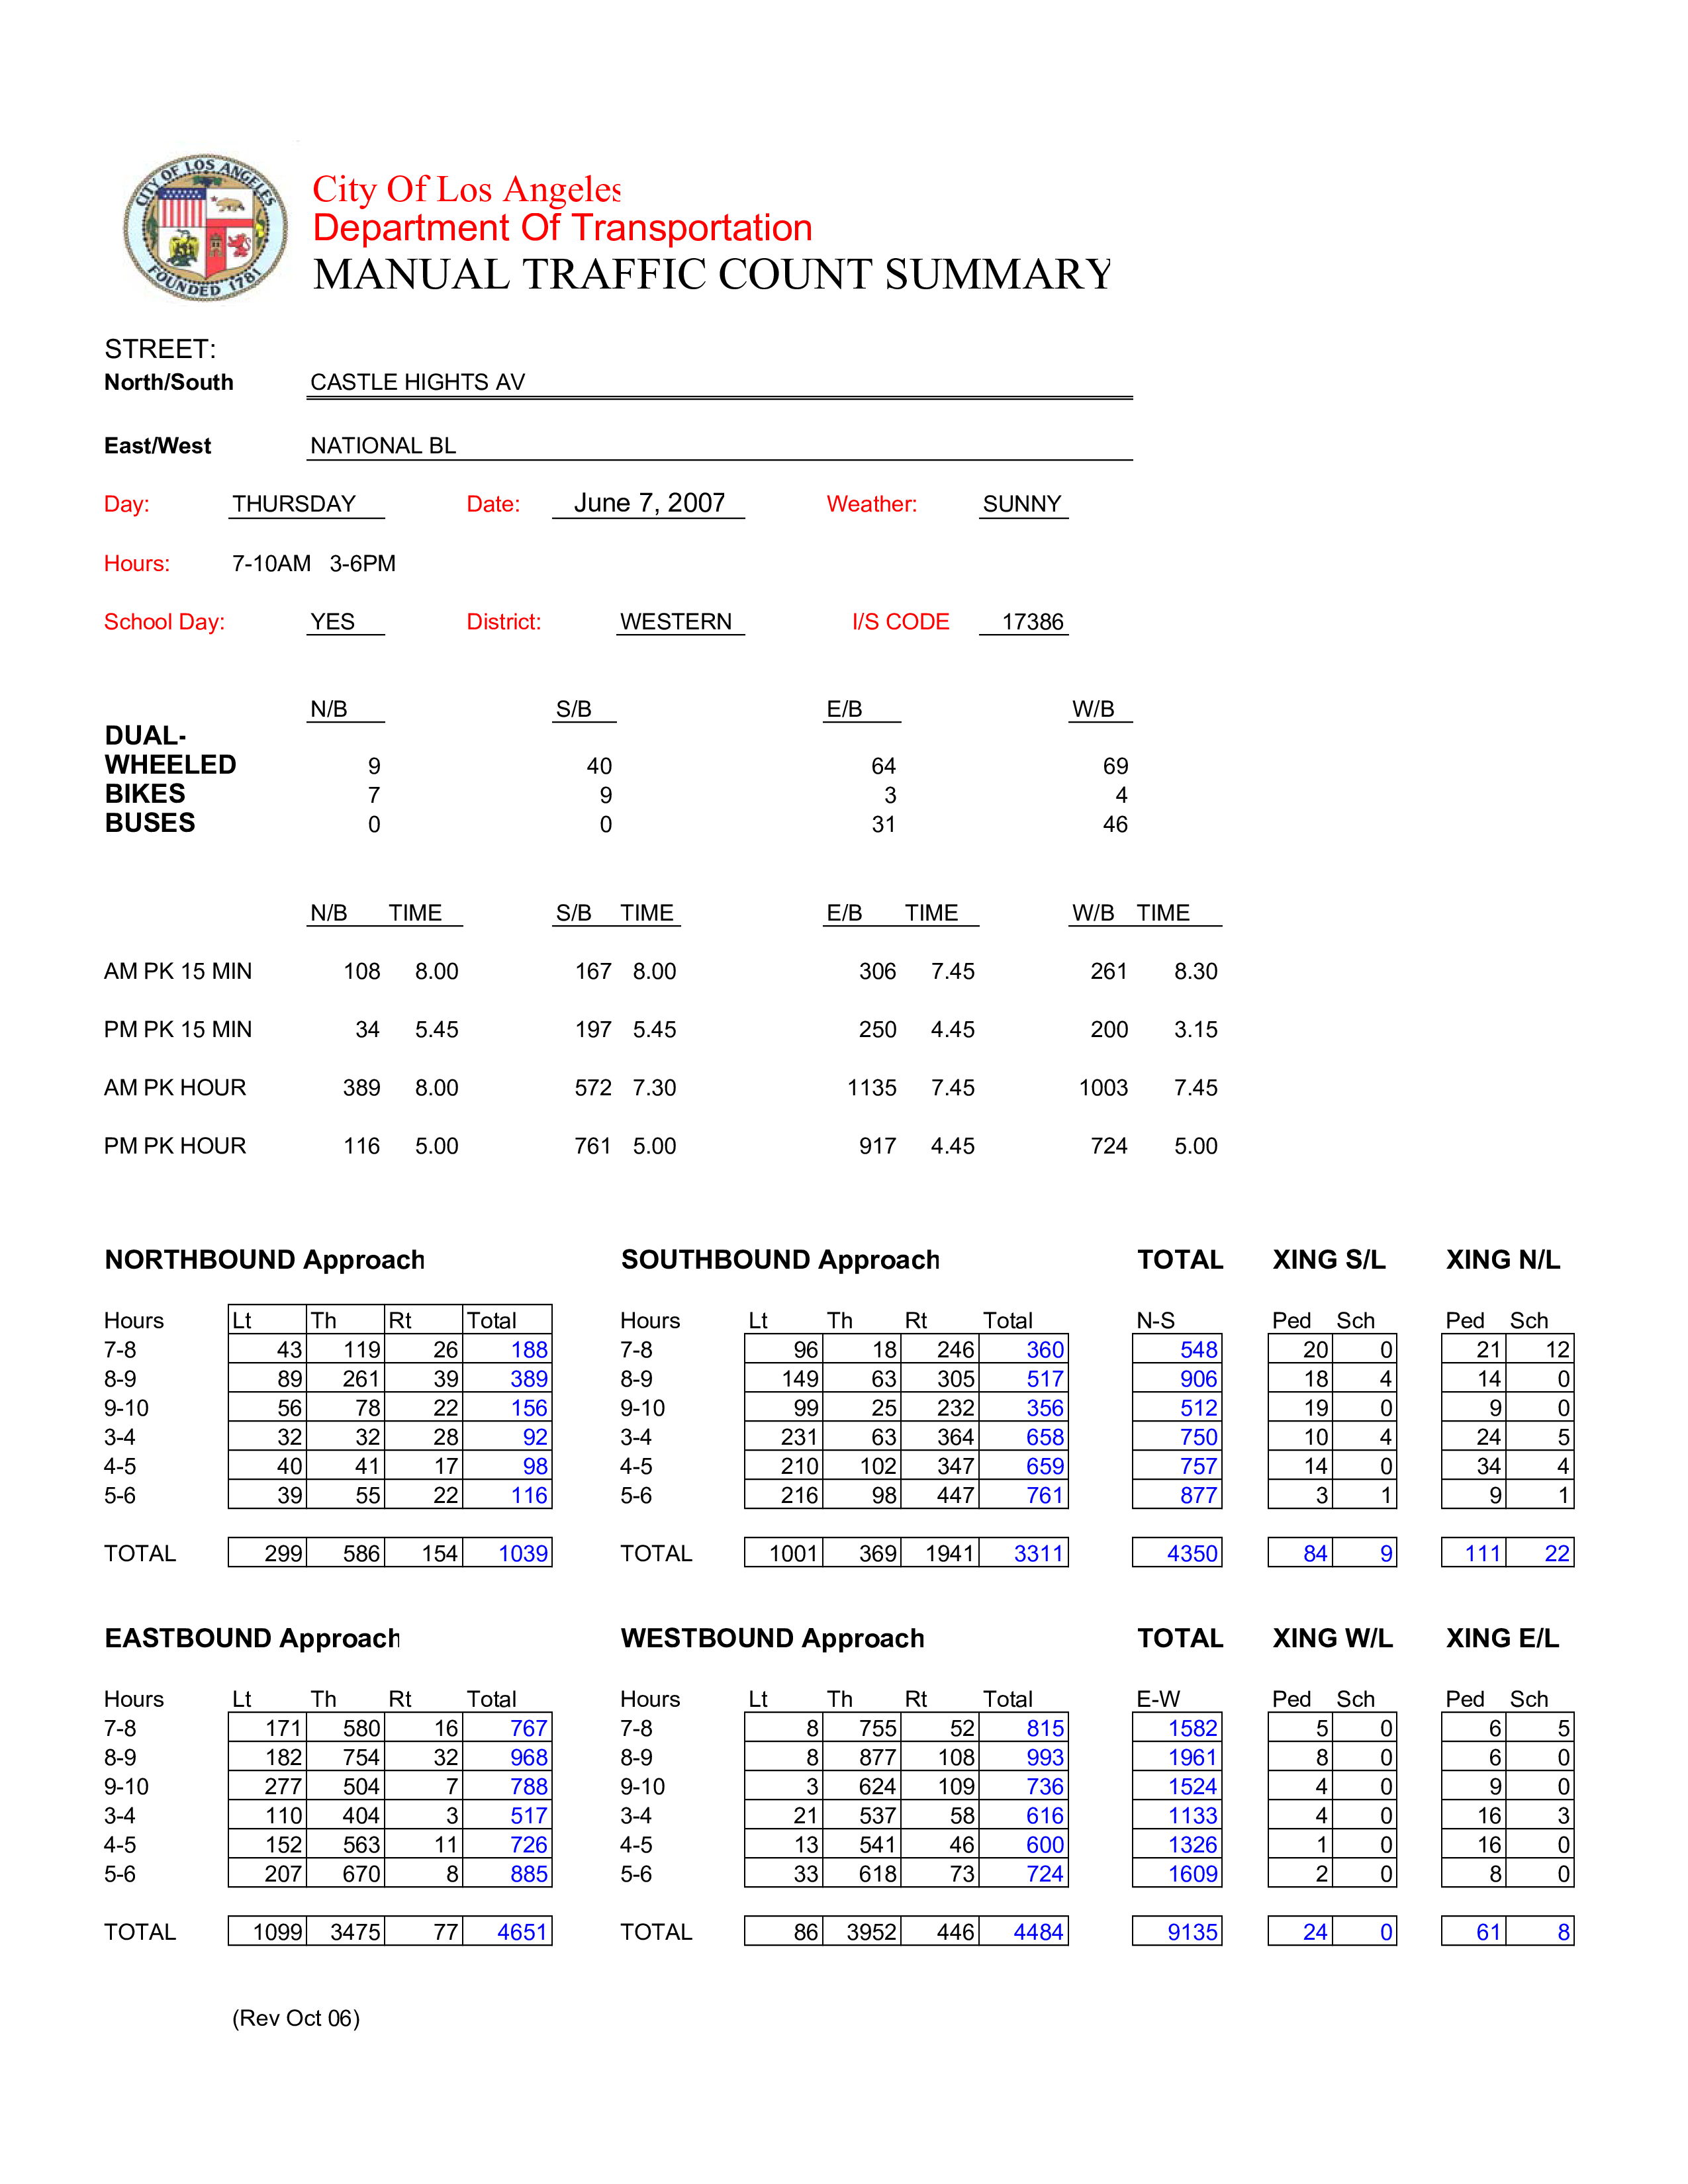 CITY OF LOS ANGELES
FOUNDED 1781
City Of Los Angeles
Department Of Transportation
MANUAL TRAFFIC COUNT SUMMARY
STREET:
North/South CASTLE HIGHTS AV
East/West NATIONAL BL
Day: THURSDAY Date: June 7, 2007 Weather: SUNNY
Hours: 7-10AM 3-6PM
School Day: YES District: WESTERN I/S CODE 17386
N/B S/B E/B W/B
DUAL-
WHEELED 9 40 64 69
BIKES 7 9 3 4
BUSES 0 0 31 46
N/B TIME S/B TIME E/B TIME W/B TIME
AM PK 15 MIN 108 8.00 167 8.00 306 7.45 261 8.30
PM PK 15 MIN 34 5.45 197 5.45 250 4.45 200 3.15
AM PK HOUR 389 8.00 572 7.30 1135 7.45 1003 7.45
PM PK HOUR 116 5.00 761 5.00 917 4.45 724 5.00
NORTHBOUND Approach SOUTHBOUND Approach TOTAL XING S/L XING N/L
Hours Lt Th Rt Total Hours Lt Th Rt Total N-S Ped Sch Ped Sch
7-8 43 119 26 188 7-8 96 18 246 360 548 20 0 21 12
8-9 89 261 39 389 8-9 149 63 305 517 906 18 4 14 0
9-10 56 78 22 156 9-10 99 25 232 356 512 19 0 9 0
3-4 32 32 28 92 3-4 231 63 364 658 750 10 4 24 5
4-5 40 41 17 98 4-5 210 102 347 659 757 14 0 34 4
5-6 39 55 22 116 5-6 216 98 447 761 877 3 1 9 1
TOTAL 299 586 154 1039 TOTAL 1001 369 1941 3311 4350 84 9 111 22
EASTBOUND Approach WESTBOUND Approach TOTAL XING W/L XING E/L
Hours Lt Th Rt Total Hours Lt Th Rt Total E-W Ped Sch Ped Sch
7-8 171 580 16 767 7-8 8 755 52 815 1582 5 0 6 5
8-9 182 754 32 968 8-9 8 877 108 993 1961 8 0 6 0
9-10 277 504 7 788 9-10 3 624 109 736 1524 4 0 9 0
3-4 110 404 3 517 3-4 21 537 58 616 1133 4 0 16 3
4-5 152 563 11 726 4-5 13 541 46 600 1326 1 0 16 0
5-6 207 670 8 885 5-6 33 618 73 724 1609 2 0 8 0
TOTAL 1099 3475 77 4651 TOTAL 86 3952 446 4484 9135 24 0 61 8
(Rev Oct 06)